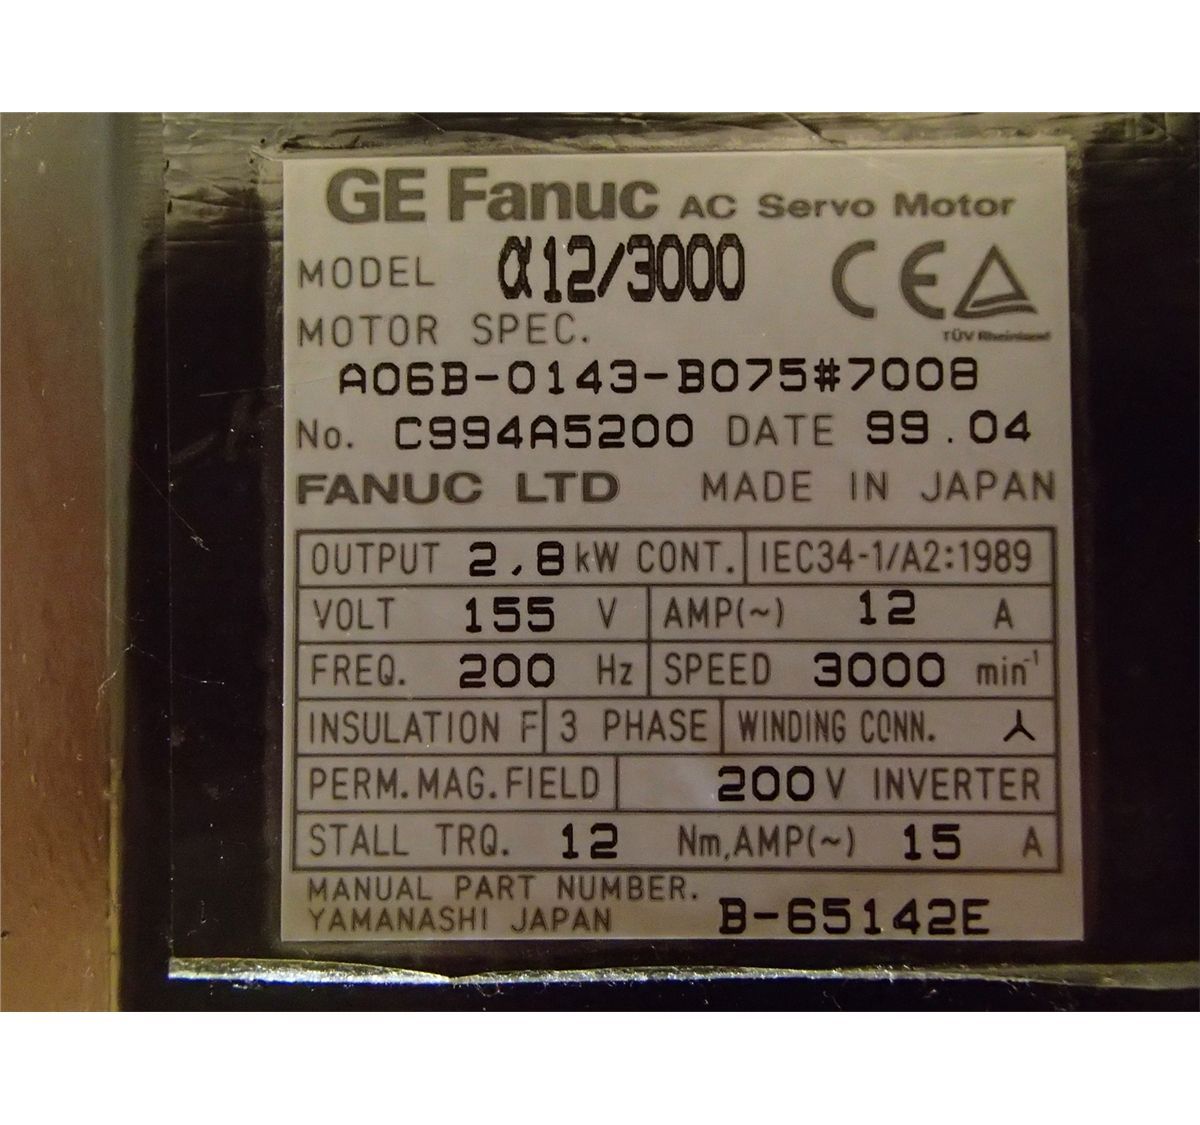 GE Fanuc AC Servo Motor
MODEL α12/3000 CE
MOTOR SPEC. TÜV Rheinland
A06B-0143-B075#7008
No. C994A5200 DATE 99.04
FANUC LTD MADE IN JAPAN
OUTPUT 2.8 kW CONT. IEC34-1/A2:1989
VOLT 155 V AMP(~) 12 A
FREQ. 200 Hz SPEED 3000 min⁻¹
INSULATION F 3 PHASE WINDING CONN.
PERM.MAG.FIELD 200 V INVERTER
STALL TRQ. 12 Nm,AMP(~) 15 A
MANUAL PART NUMBER.
YAMANASHI JAPAN B-65142E